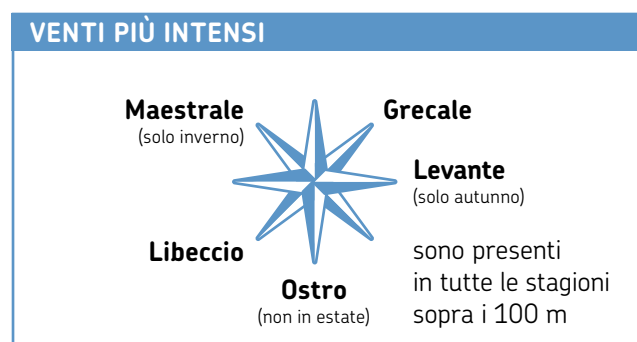 VENTI PIÙ INTENSI
Maestrale
(solo inverno)
Grecale
Levante
(solo autunno)
Libeccio
Ostro
(non in estate)
sono presenti
in tutte le stagioni
sopra i 100 m